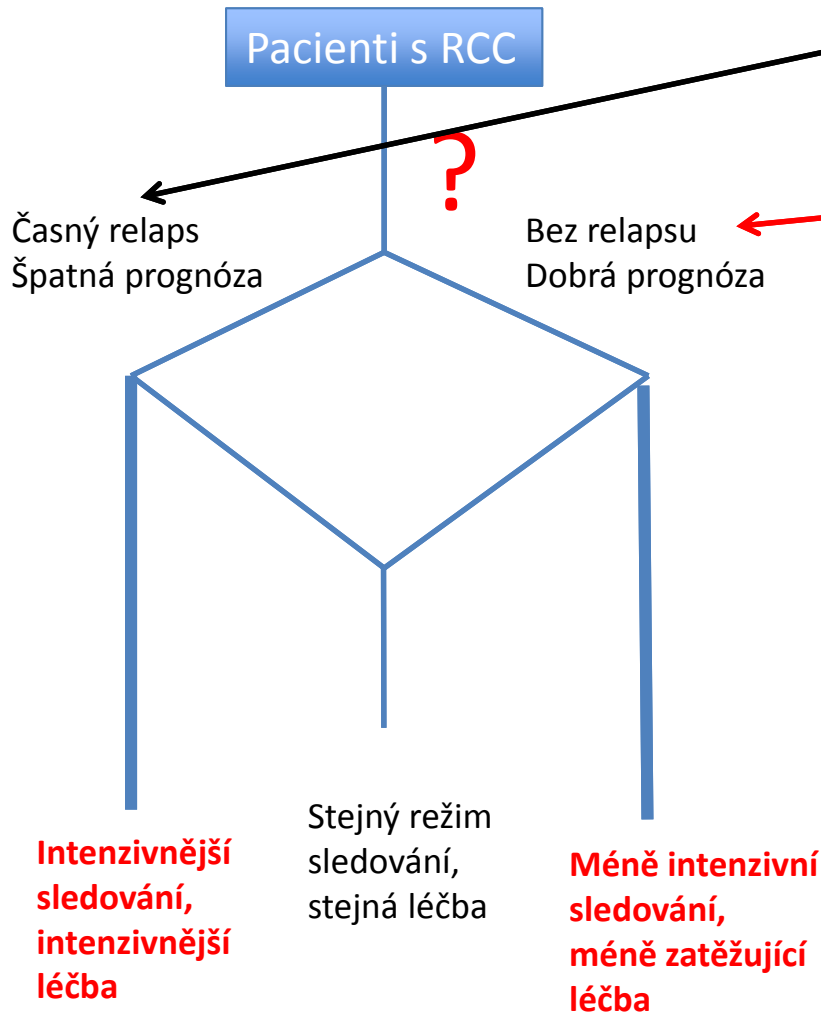 Pacienti s RCC
?
Časný relaps
Špatná prognóza
Bez relapsu
Dobrá prognóza
Intenzivnější
sledování,
intenzivnější
léčba
Stejný režim
sledování,
stejná léčba
Méně intenzivní
sledování,
méně zatěžující
léčba